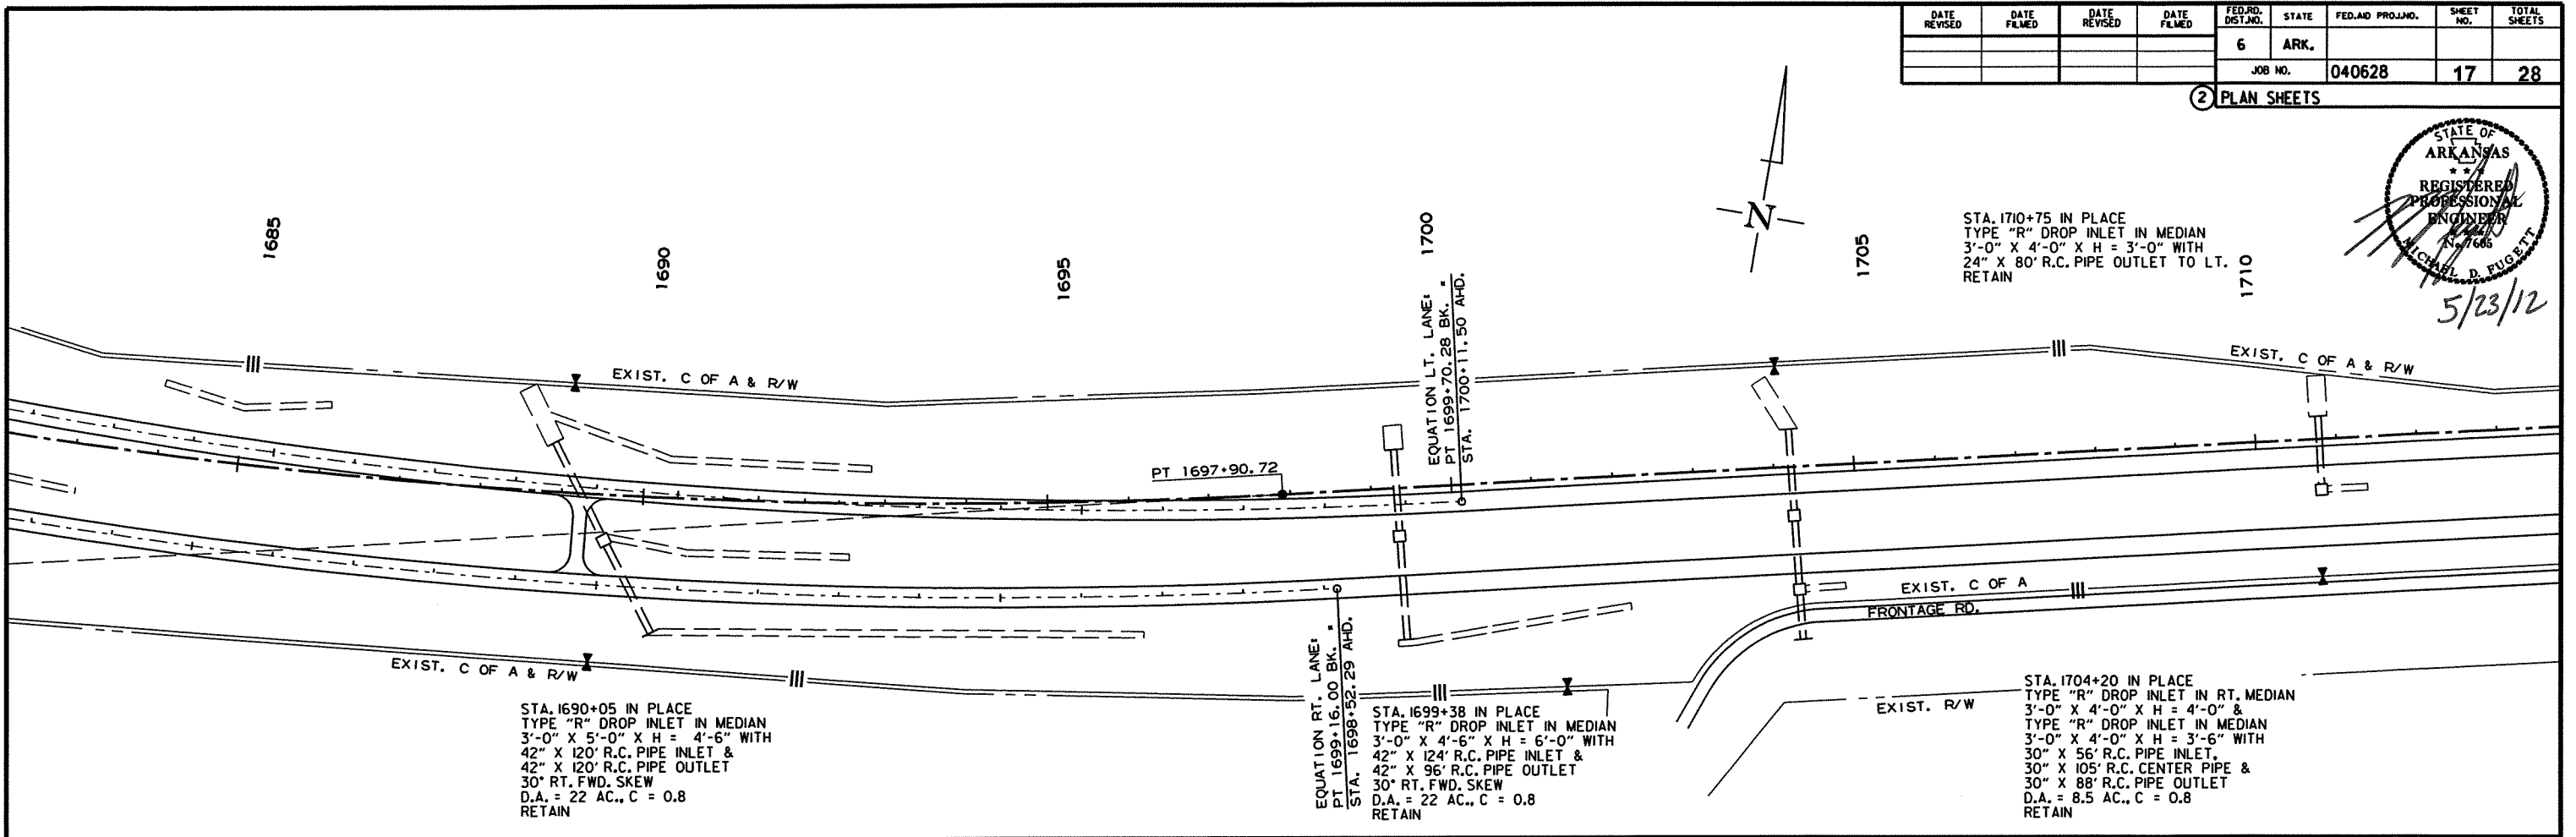 DATE REVISED
DATE FILMED
DATE REVISED
DATE FILMED
FED.RD. DIST.NO.
STATE
FED.AID PROJ.NO.
SHEET NO.
TOTAL SHEETS
6
ARK.
JOB NO.
040628
17
28
2 PLAN SHEETS
STATE OF
ARKANSAS
REGISTERED
PROFESSIONAL
ENGINEER
No. 7665
MICHAEL D. FUGETT
5/23/12
N
1685
1690
1695
1700
1705
1710
STA. 1710+75 IN PLACE
TYPE "R" DROP INLET IN MEDIAN
3'-0" X 4'-0" X H = 3'-0" WITH
24" X 80' R.C. PIPE OUTLET TO LT.
RETAIN
EQUATION LT. LANE:
PT 1699+70.28 BK. =
STA. 1700+11.50 AHD.
EXIST. C OF A & R/W
EXIST. C OF A & R/W
PT 1697+90.72
EXIST. C OF A
FRONTAGE RD.
EXIST. C OF A & R/W
EXIST. R/W
EQUATION RT. LANE:
PT 1699+16.00 BK. =
STA. 1698+52.29 AHD.
STA. 1690+05 IN PLACE
TYPE "R" DROP INLET IN MEDIAN
3'-0" X 5'-0" X H = 4'-6" WITH
42" X 120' R.C. PIPE INLET &
42" X 120' R.C. PIPE OUTLET
30° RT. FWD. SKEW
D.A. = 22 AC., C = 0.8
RETAIN
STA. 1699+38 IN PLACE
TYPE "R" DROP INLET IN MEDIAN
3'-0" X 4'-6" X H = 6'-0" WITH
42" X 124' R.C. PIPE INLET &
42" X 96' R.C. PIPE OUTLET
30° RT. FWD. SKEW
D.A. = 22 AC., C = 0.8
RETAIN
STA. 1704+20 IN PLACE
TYPE "R" DROP INLET IN RT. MEDIAN
3'-0" X 4'-0" X H = 4'-0" &
TYPE "R" DROP INLET IN MEDIAN
3'-0" X 4'-0" X H = 3'-6" WITH
30" X 56' R.C. PIPE INLET,
30" X 105' R.C. CENTER PIPE &
30" X 88' R.C. PIPE OUTLET
D.A. = 8.5 AC., C = 0.8
RETAIN